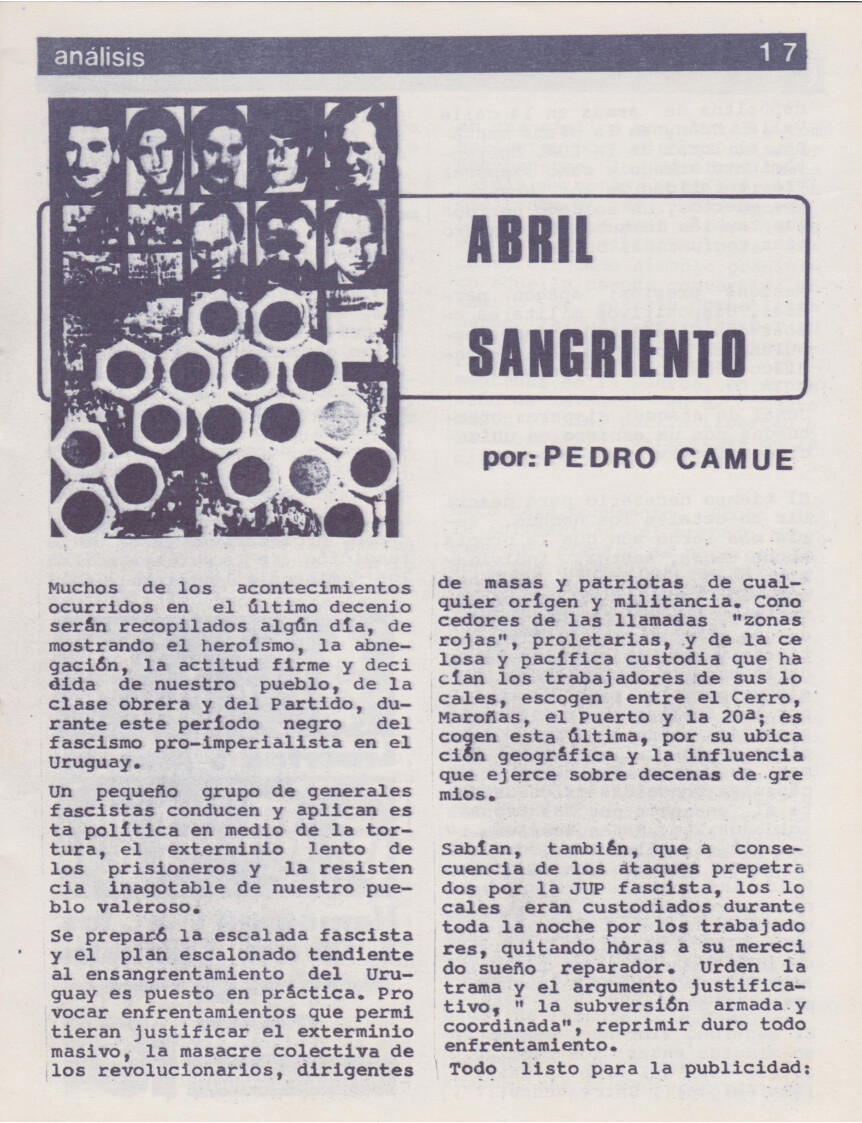 análisis
17
ABRIL
SANGRIENTO
por: PEDRO CAMUE
Muchos de los acontecimientos
ocurridos en el último decenio
serán recopilados algún día, de
mostrando el heroísmo, la abne-
gación, la actitud firme y deci
dida de nuestro pueblo, de la
clase obrera y del Partido, du-
rante este período negro del
fascismo pro-imperialista en el
Uruguay.
Un pequeño grupo de generales
fascistas conducen y aplican es
ta política en medio de la tor-
tura, el exterminio lento de
los prisioneros y la resisten
cia inagotable de nuestro pue-
blo valeroso.
Se preparó la escalada fascista
y el plan escalonado tendiente
al ensangrentamiento del Uru-
guay es puesto en práctica. Pro
vocar enfrentamientos que permi
tieran justificar el exterminio
masivo, la masacre colectiva de
los revolucionarios, dirigentes
de masas y patriotas de cual-
quier orígen y militancia. Cono
cedores de las llamadas "zonas
rojas", proletarias, y de la ce
losa y pacífica custodia que ha
cían los trabajadores de sus lo
cales, escogen entre el Cerro,
Maroñas, el Puerto y la 20ª; es
cogen esta última, por su ubica
ción geográfica y la influencia
que ejerce sobre decenas de gre
mios.
Sabían, también, que a conse-
cuencia de los ataques prepetra
dos por la JUP fascista, los lo
cales eran custodiados durante
toda la noche por los trabajado
res, quitando horas a su mereci
do sueño reparador. Urden la
trama y el argumento justifica-
tivo, " la subversión armada y
coordinada", reprimir duro todo
enfrentamiento.
Todo listo para la publicidad: